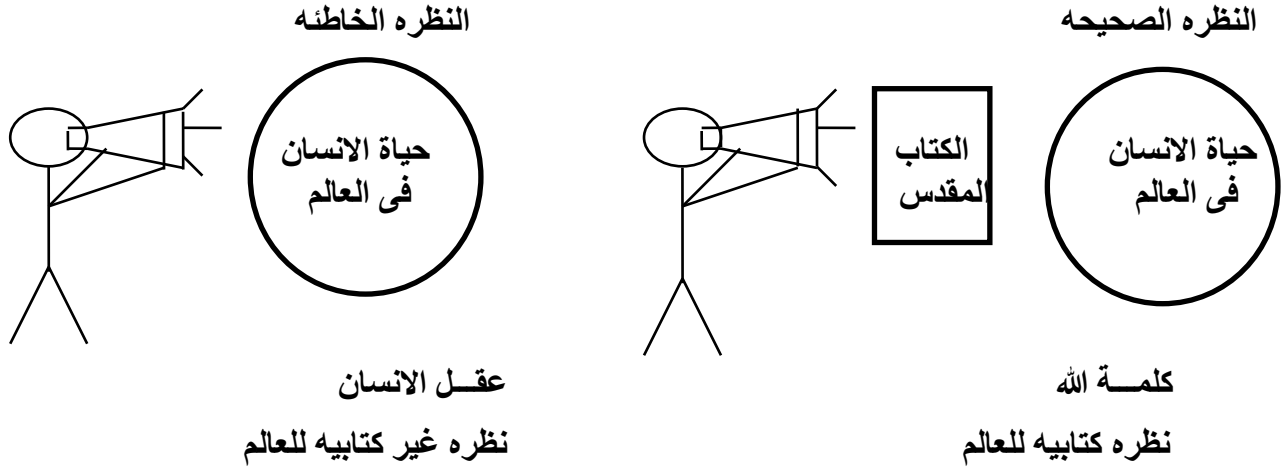 النظره الصحيحه
الكتاب
المقدس
حياة الانسان
فى العالم
كلمـــة الله
نظره كتابيه للعالم
النظره الخاطئه
حياة الانسان
فى العالم
عقـــل الانسان
نظره غير كتابيه للعالم